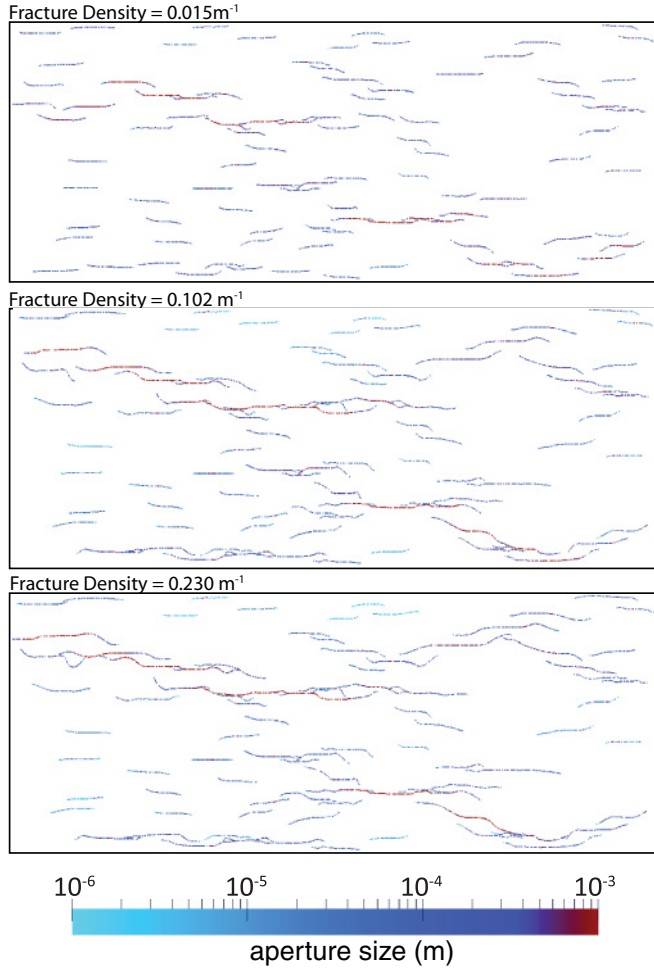 Fracture Density = 0.015m⁻¹
Fracture Density = 0.102 m⁻¹
Fracture Density = 0.230 m⁻¹
10⁻⁶ 10⁻⁵ 10⁻⁴ 10⁻³
aperture size (m)